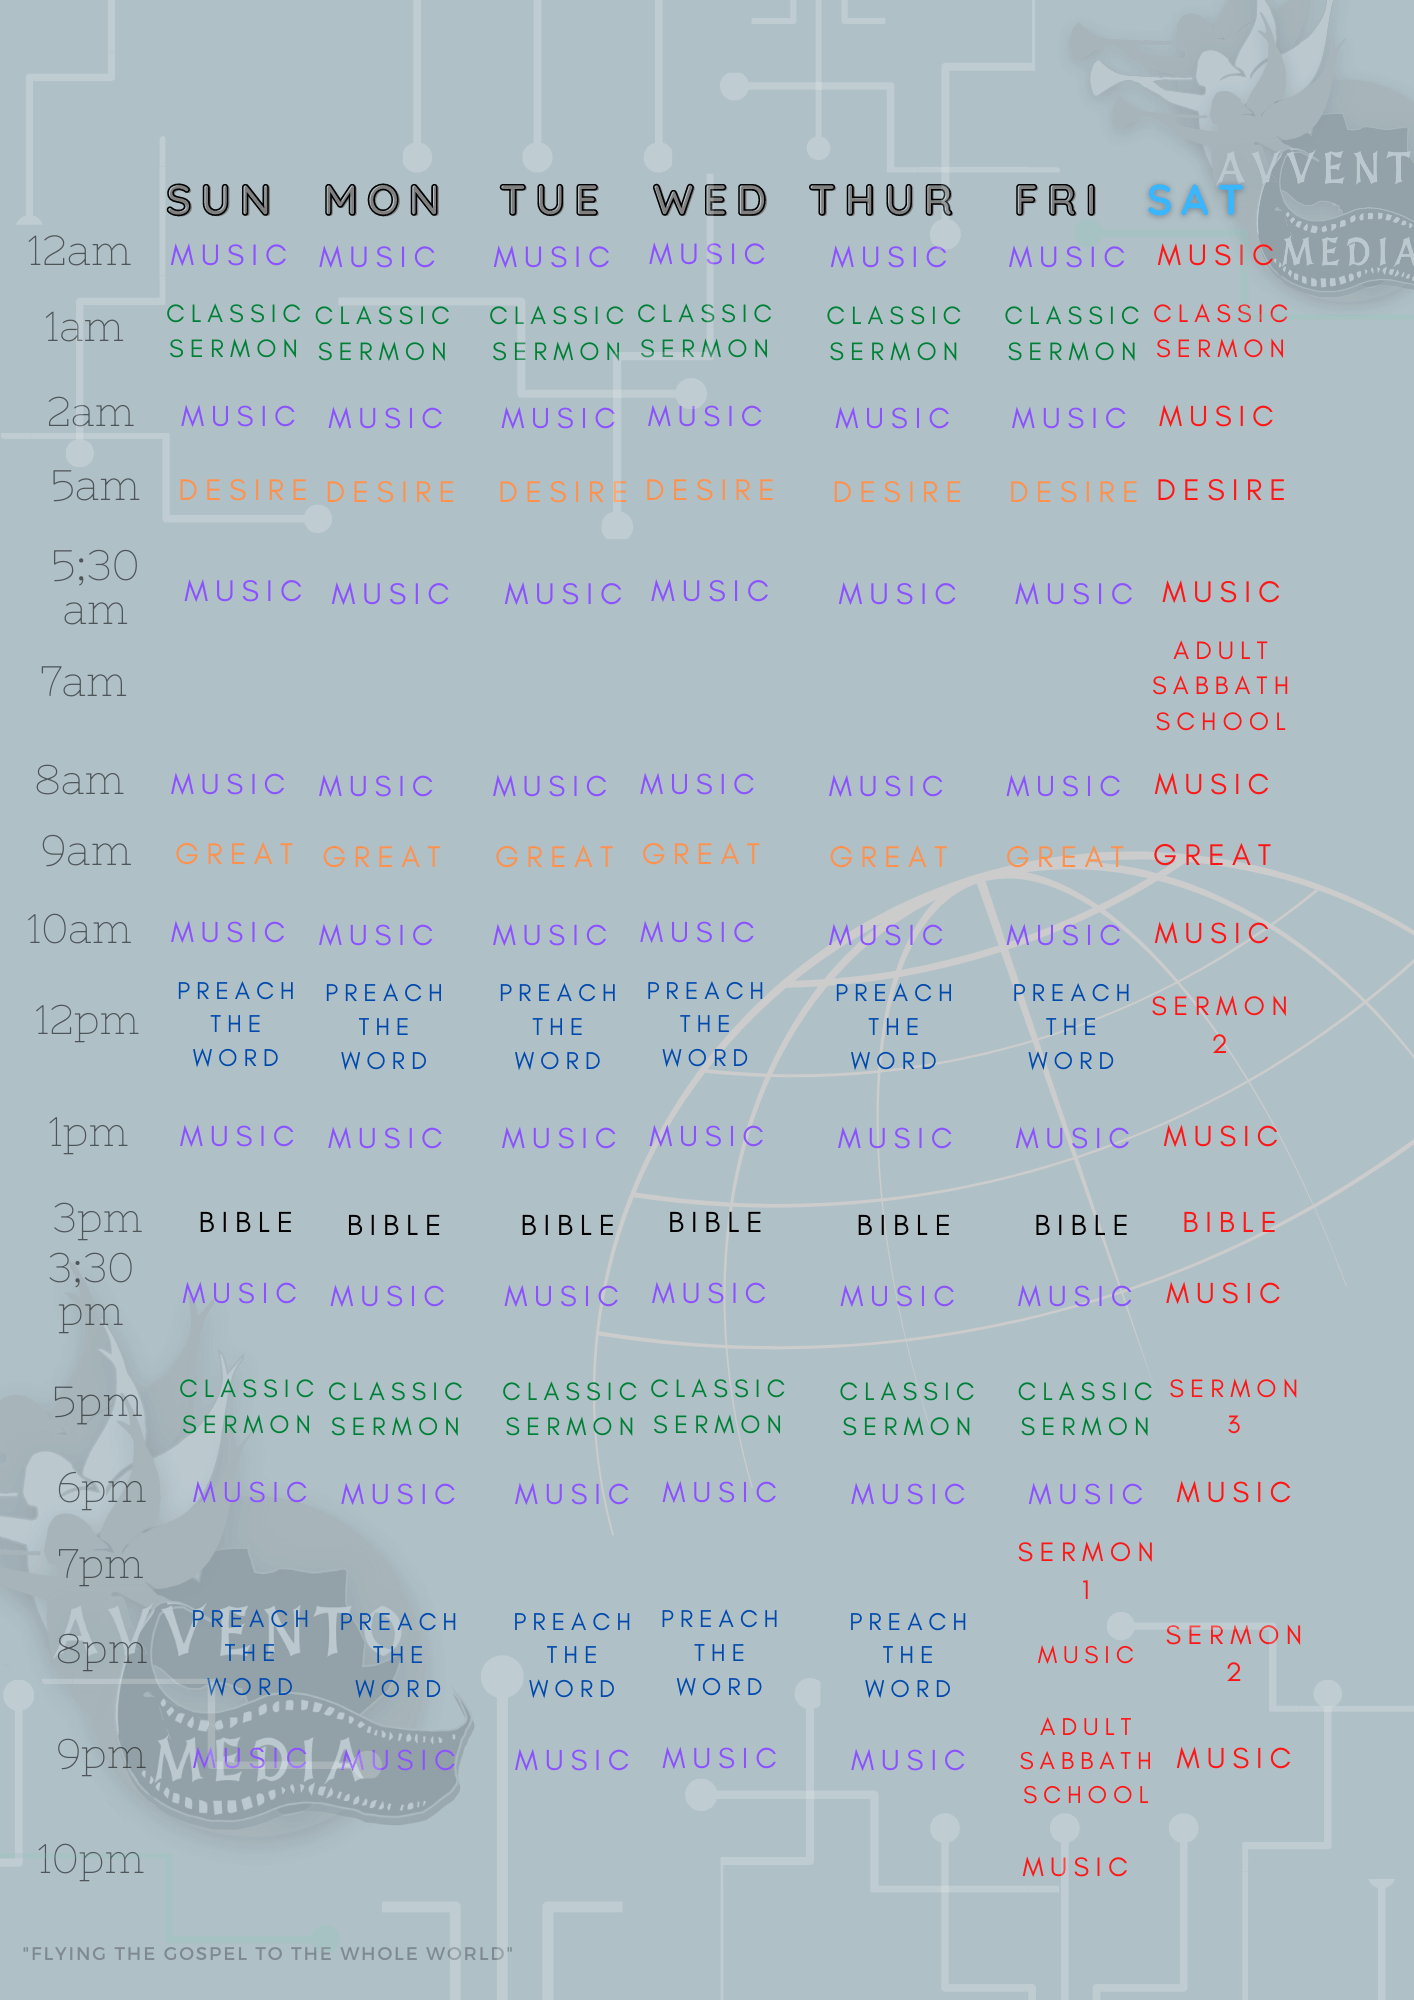 AVVENTO
MEDIA
SUN MON TUE WED THUR FRI SAT
12am MUSIC MUSIC MUSIC MUSIC MUSIC MUSIC MUSIC
1am CLASSIC CLASSIC CLASSIC CLASSIC CLASSIC CLASSIC CLASSIC
SERMON SERMON SERMON SERMON SERMON SERMON SERMON
2am MUSIC MUSIC MUSIC MUSIC MUSIC MUSIC MUSIC
5am DESIRE DESIRE DESIRE DESIRE DESIRE DESIRE DESIRE
5;30
am MUSIC MUSIC MUSIC MUSIC MUSIC MUSIC MUSIC
7am ADULT
SABBATH
SCHOOL
8am MUSIC MUSIC MUSIC MUSIC MUSIC MUSIC MUSIC
9am GREAT GREAT GREAT GREAT GREAT GREAT GREAT
10am MUSIC MUSIC MUSIC MUSIC MUSIC MUSIC MUSIC
12pm PREACH PREACH PREACH PREACH PREACH PREACH SERMON
THE THE THE THE THE THE 2
WORD WORD WORD WORD WORD WORD
1pm MUSIC MUSIC MUSIC MUSIC MUSIC MUSIC MUSIC
3pm BIBLE BIBLE BIBLE BIBLE BIBLE BIBLE BIBLE
3;30
pm MUSIC MUSIC MUSIC MUSIC MUSIC MUSIC MUSIC
5pm CLASSIC CLASSIC CLASSIC CLASSIC CLASSIC CLASSIC SERMON
SERMON SERMON SERMON SERMON SERMON SERMON 3
6pm MUSIC MUSIC MUSIC MUSIC MUSIC MUSIC MUSIC
7pm SERMON
1
8pm PREACH PREACH PREACH PREACH PREACH MUSIC SERMON
THE THE THE THE THE 2
WORD WORD WORD WORD WORD
AVVENTO
MEDIA
9pm MUSIC MUSIC MUSIC MUSIC MUSIC ADULT MUSIC
SABBATH
SCHOOL
10pm MUSIC
"FLYING THE GOSPEL TO THE WHOLE WORLD"